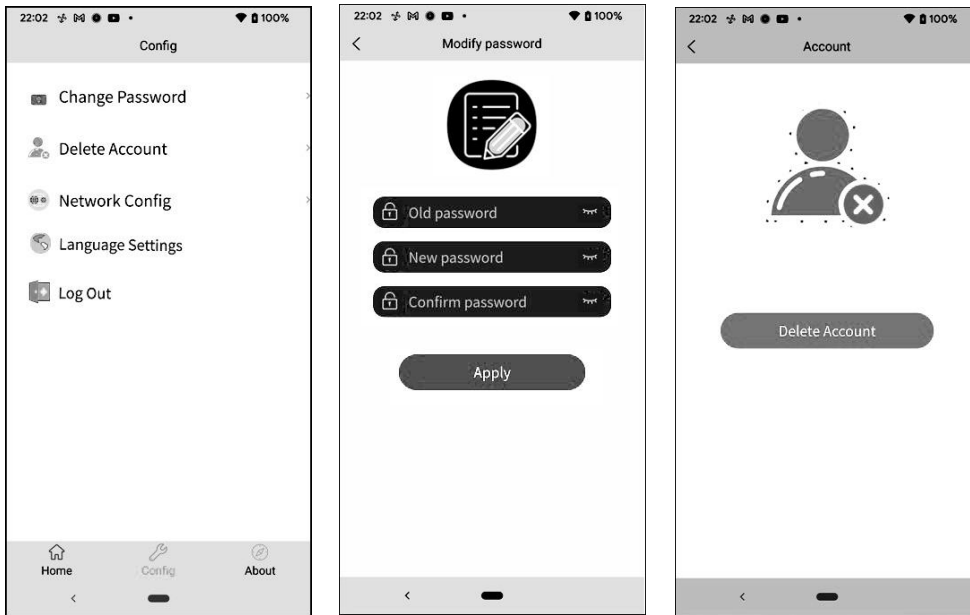 22:02 100%
Config
Change Password
Delete Account
Network Config
Language Settings
Log Out
Home Config About
22:02 100%
Modify password
Old password
New password
Confirm password
Apply
22:02 100%
Account
Delete Account